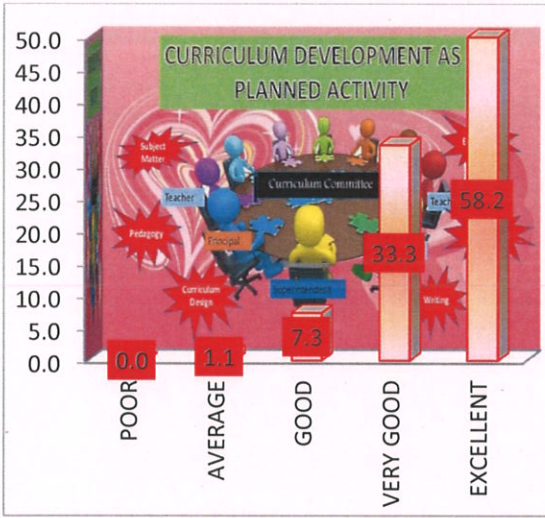 50.0
45.0
40.0
35.0
30.0
25.0
20.0
15.0
10.0
5.0
0.0
CURRICULUM DEVELOPMENT AS
PLANNED ACTIVITY
Subject
Matter
Curriculum Committee
Teacher
Pedagogy
Principal
Curriculum
Design
Superintendent
Writing
0.0
1.1
7.3
33.3
58.2
POOR
AVERAGE
GOOD
VERY GOOD
EXCELLENT